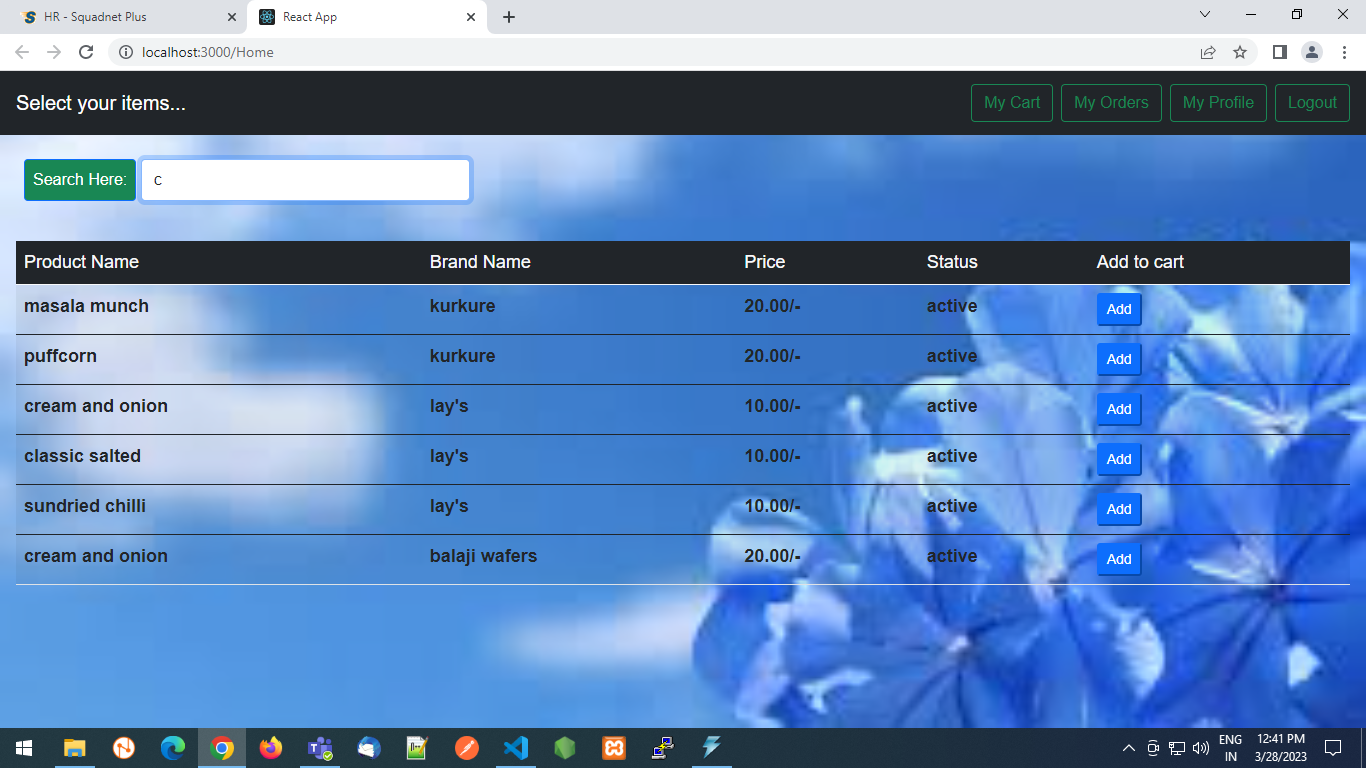 HR - Squadnet Plus
React App
localhost:3000/Home
Select your items...
My Cart My Orders My Profile Logout
Search Here: c
Product Name Brand Name Price Status Add to cart
masala munch kurkure 20.00/- active Add
puffcorn kurkure 20.00/- active Add
cream and onion lay's 10.00/- active Add
classic salted lay's 10.00/- active Add
sundried chilli lay's 10.00/- active Add
cream and onion balaji wafers 20.00/- active Add
ENG 12:41 PM
IN 3/28/2023